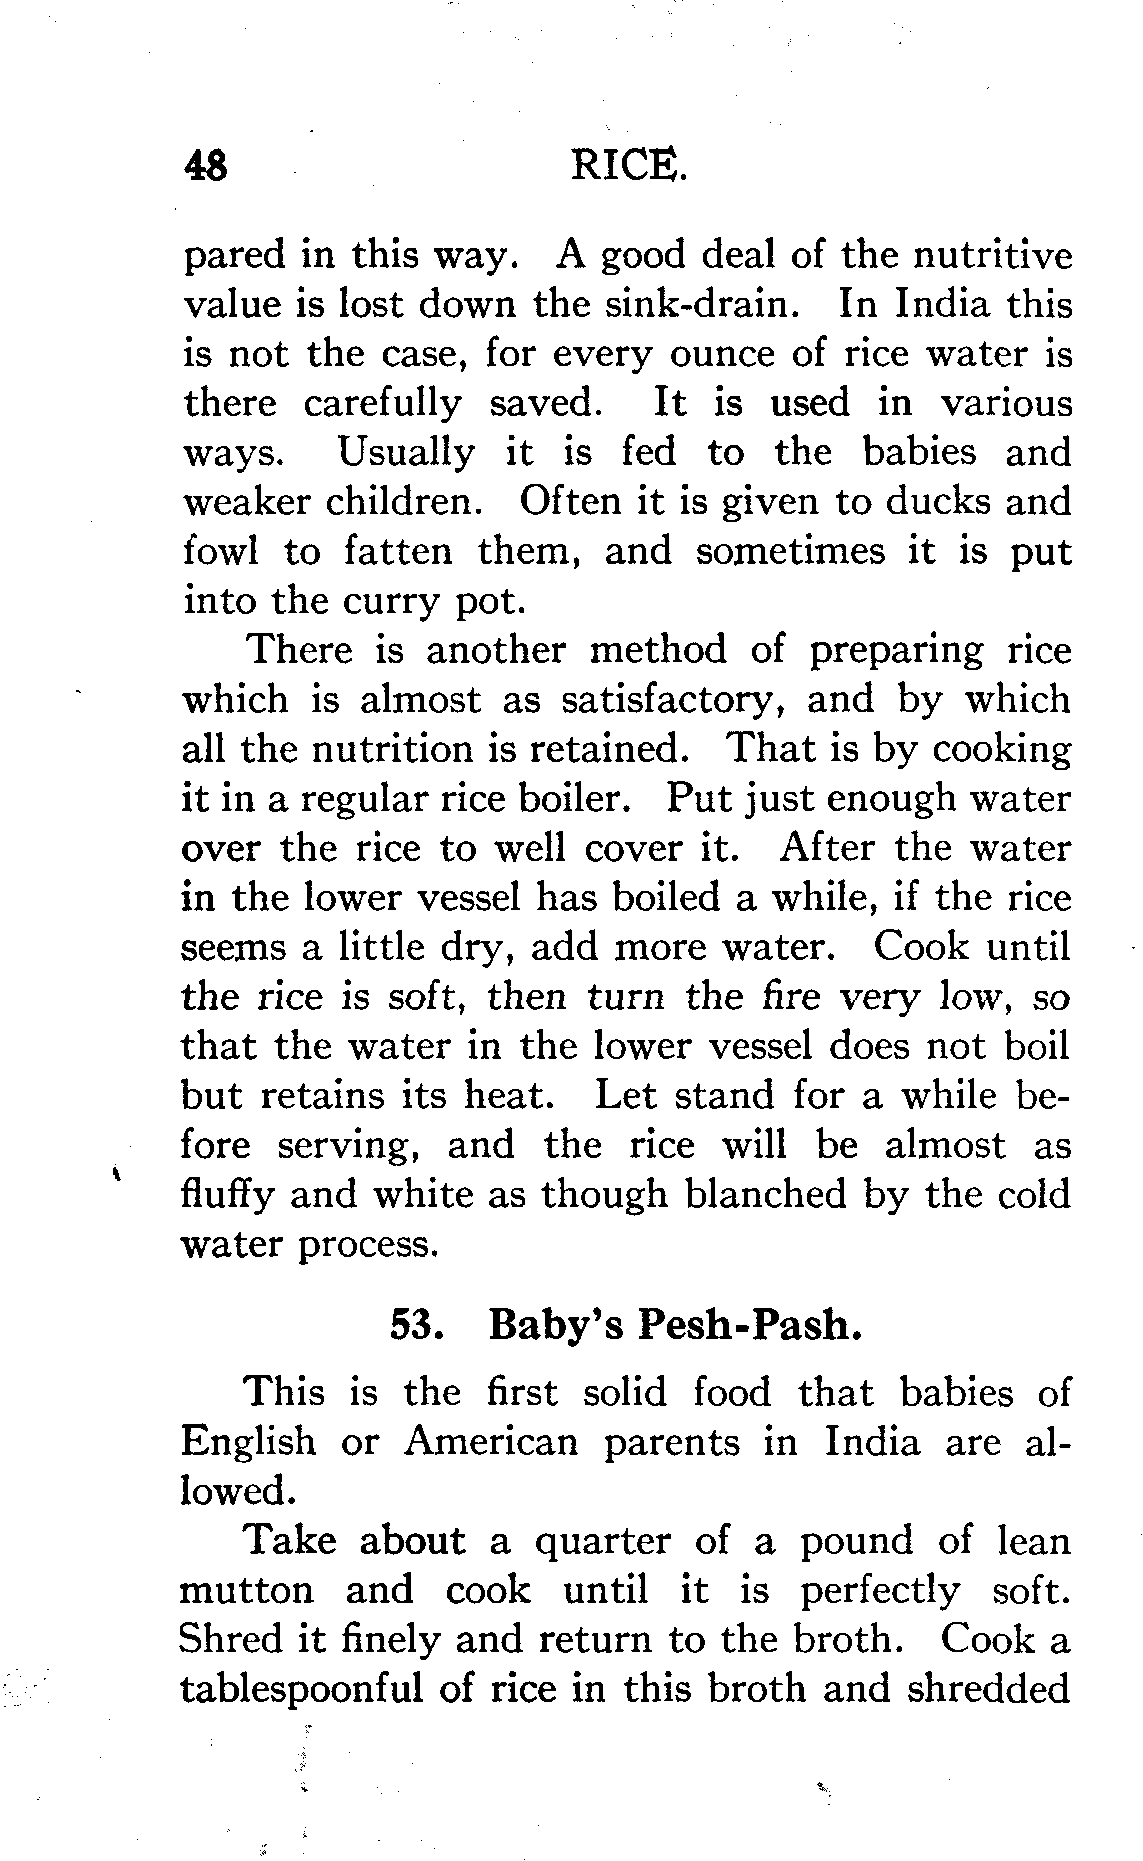 48 RICE.
pared in this way. A good deal of the nutritive
value is lost down the sink-drain. In India this
is not the case, for every ounce of rice water is
there carefully saved. It is used in various
ways. Usually it is fed to the babies and
weaker children. Often it is given to ducks and
fowl to fatten them, and sometimes it is put
into the curry pot.
There is another method of preparing rice
which is almost as satisfactory, and by which
all the nutrition is retained. That is by cooking
it in a regular rice boiler. Put just enough water
over the rice to well cover it. After the water
in the lower vessel has boiled a while, if the rice
seems a little dry, add more water. Cook until
the rice is soft, then turn the fire very low, so
that the water in the lower vessel does not boil
but retains its heat. Let stand for a while be-
fore serving, and the rice will be almost as
fluffy and white as though blanched by the cold
water process.
53. Baby's Pesh-Pash.
This is the first solid food that babies of
English or American parents in India are al-
lowed.
Take about a quarter of a pound of lean
mutton and cook until it is perfectly soft.
Shred it finely and return to the broth. Cook a
tablespoonful of rice in this broth and shredded